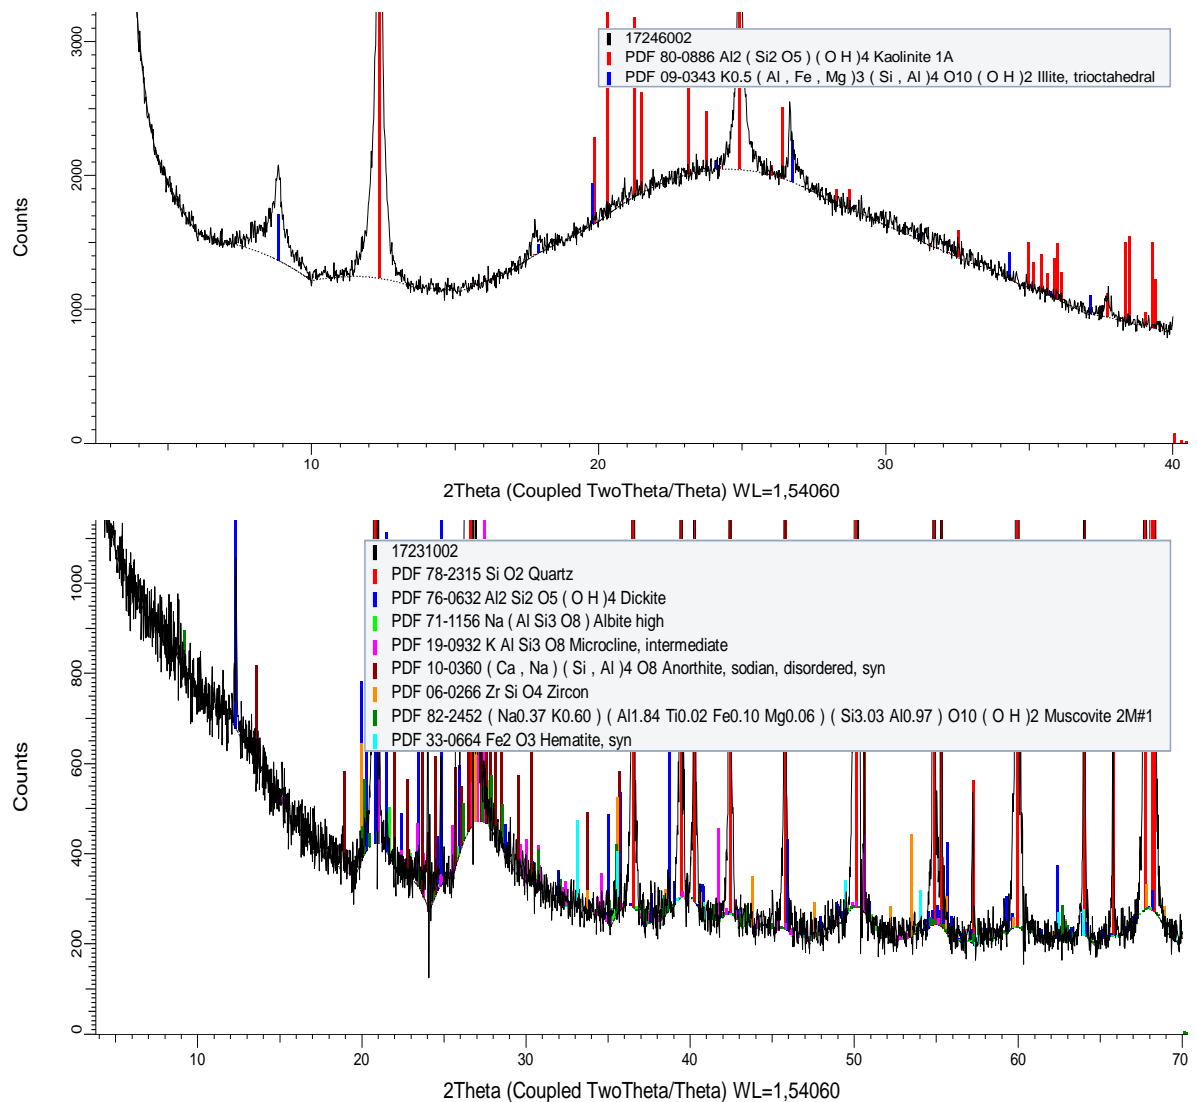 3000
2000
1000
0
Counts
17246002
PDF 80-0886 Al2 ( Si2 O5 ) ( O H )4 Kaolinite 1A
PDF 09-0343 K0.5 ( Al , Fe , Mg )3 ( Si , Al )4 O10 ( O H )2 Illite, trioctahedral
10 20 30 40
2Theta (Coupled TwoTheta/Theta) WL=1,54060
1000
800
600
400
200
0
Counts
17231002
PDF 78-2315 Si O2 Quartz
PDF 76-0632 Al2 Si2 O5 ( O H )4 Dickite
PDF 71-1156 Na ( Al Si3 O8 ) Albite high
PDF 19-0932 K Al Si3 O8 Microcline, intermediate
PDF 10-0360 ( Ca , Na ) ( Si , Al )4 O8 Anorthite, sodian, disordered, syn
PDF 06-0266 Zr Si O4 Zircon
PDF 82-2452 ( Na0.37 K0.60 ) ( Al1.84 Ti0.02 Fe0.10 Mg0.06 ) ( Si3.03 Al0.97 ) O10 ( O H )2 Muscovite 2M#1
PDF 33-0664 Fe2 O3 Hematite, syn
10 20 30 40 50 60 70
2Theta (Coupled TwoTheta/Theta) WL=1,54060